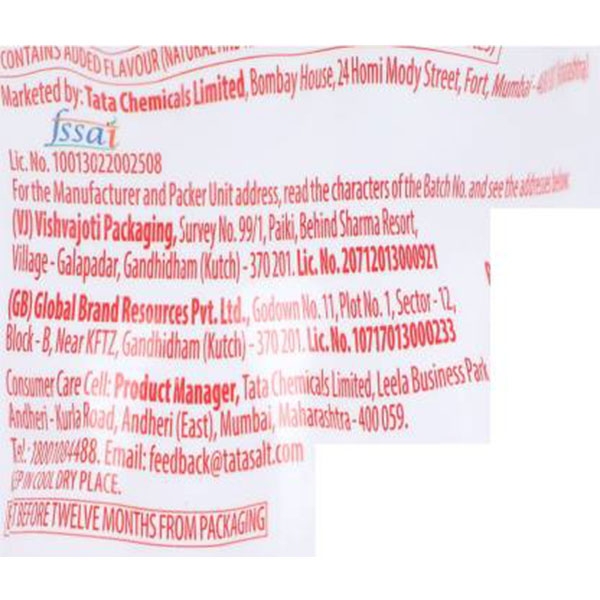 CONTAINS ADDED FLAVOUR (NATURAL AND
Marketed by: Tata Chemicals Limited, Bombay House, 24 Homi Mody Street, Fort, Mumbai -
fssai
Lic. No. 10013022002508
For the Manufacturer and Packer Unit address, read the characters of the Batch No. and see the addresses below
(VJ) Vishvajoti Packaging, Survey No. 99/1, Paiki, Behind Sharma Resort,
Village - Galapadar, Gandhidham (Kutch) - 370 201. Lic. No. 20712013000921
(GB) Global Brand Resources Pvt. Ltd., Godown No. 11, Plot No. 1, Sector - 12,
Block - B, Near KFTZ, Gandhidham (Kutch) - 370 201. Lic. No. 10717013000233
Consumer Care Cell: Product Manager, Tata Chemicals Limited, Leela Business Park
Andheri - Kurla Road, Andheri (East), Mumbai, Maharashtra - 400 059.
Tel.: Email: feedback@tatasalt.com
EP IN COOL DRY PLACE.
ET BEFORE TWELVE MONTHS FROM PACKAGING